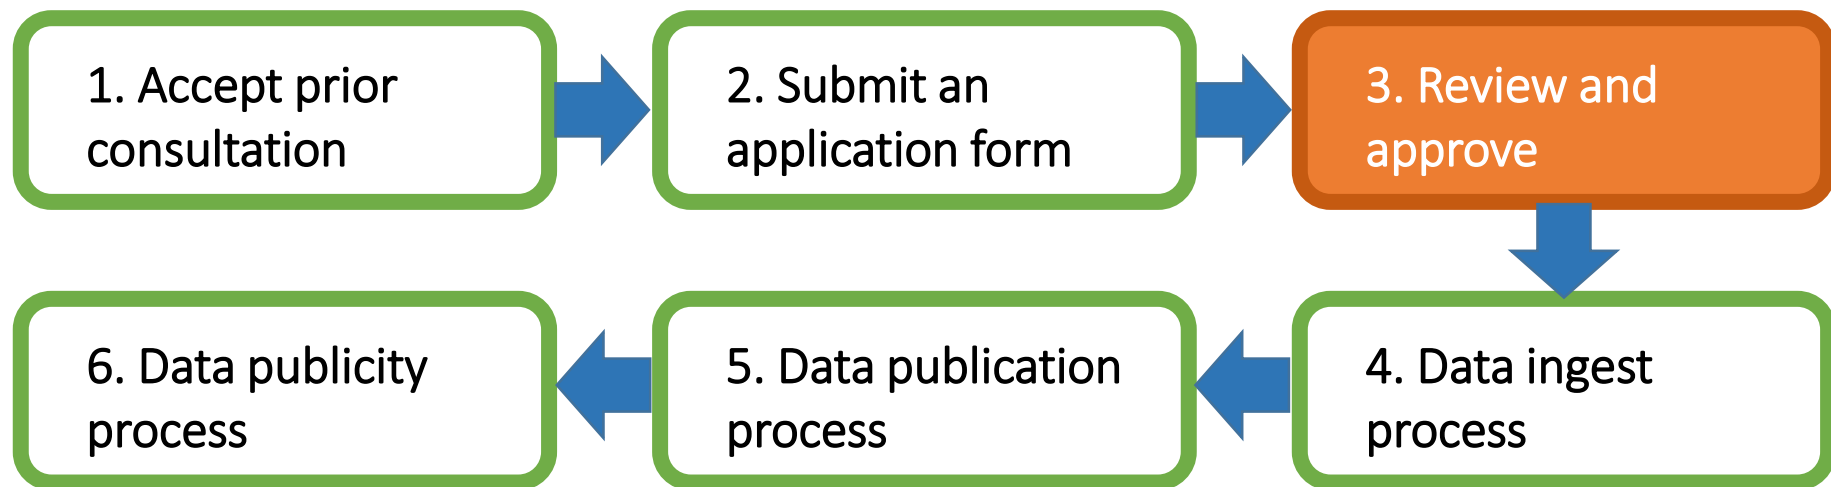 1. Accept prior
consultation
2. Submit an
application form
3. Review and
approve
4. Data ingest
process
5. Data publication
process
6. Data publicity
process